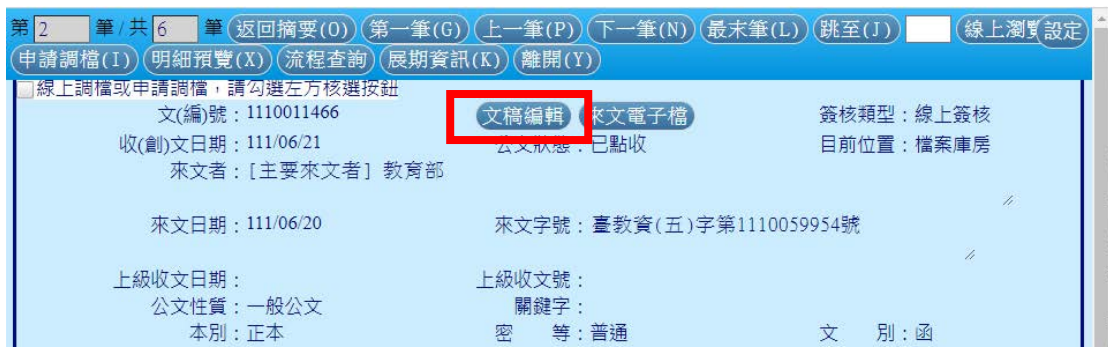 第 2 筆/共 6 筆 返回摘要(O) 第一筆(G) 上一筆(P) 下一筆(N) 最末筆(L) 跳至(J) 線上瀏覽 設定
申請調檔(I) 明細預覽(X) 流程查詢 展期資訊(K) 離開(Y)
線上調檔或申請調檔,請勾選左方核選按鈕
文(編)號:1110011466 文稿編輯 來文電子檔 簽核類型:線上簽核
收(創)文日期:111/06/21 公文狀態:已點收 目前位置:檔案庫房
來文者:[主要來文者] 教育部
來文日期:111/06/20 來文字號:臺教資(五)字第1110059954號
上級收文日期: 上級收文號:
公文性質:一般公文 關鍵字:
本別:正本 密 等:普通 文 別:函